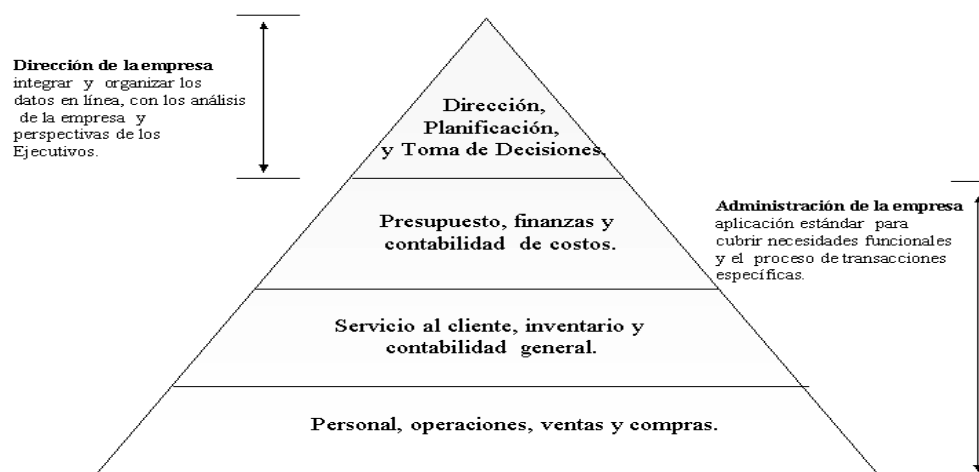 Dirección de la empresa
integrar y organizar los
datos en línea, con los análisis
de la empresa y
perspectivas de los
Ejecutivos.
Dirección,
Planificación,
y Toma de Decisiones.
Presupuesto, finanzas y
contabilidad de costos.
Administración de la empresa
aplicación estándar para
cubrir necesidades funcionales
y el proceso de transacciones
específicas.
Servicio al cliente, inventario y
contabilidad general.
Personal, operaciones, ventas y compras.